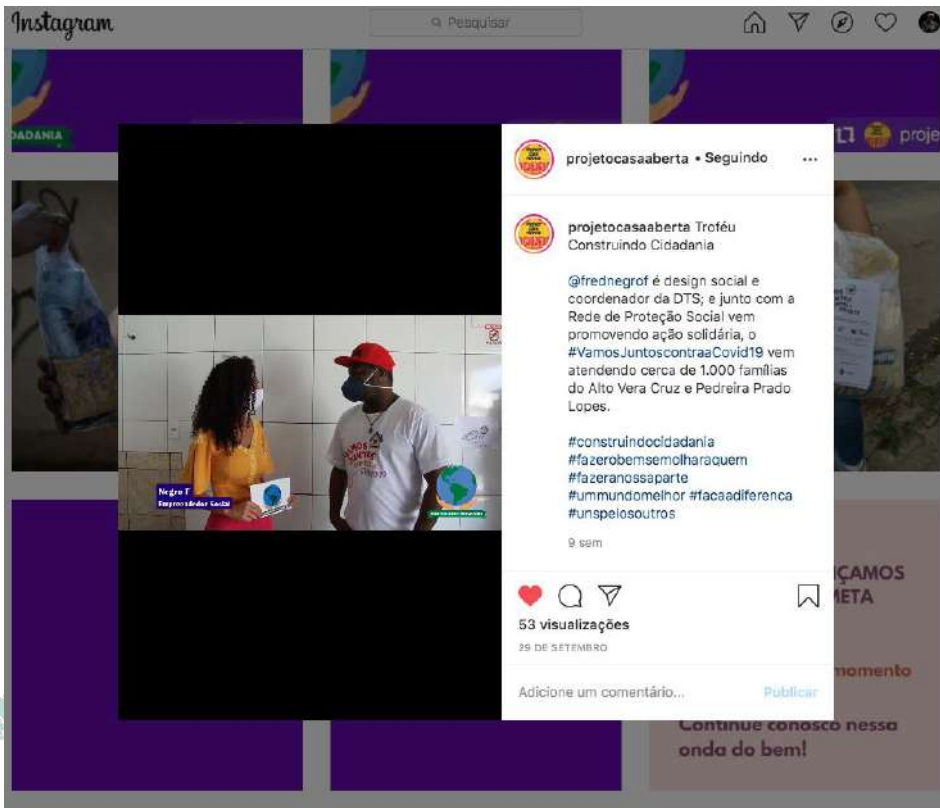 Instagram
Pesquisar
DADANIA
proje
projetocasaaberta • Seguindo
projetocasaaberta Troféu
Construindo Cidadania
@frednegrof é design social e
coordenador da DTS; e junto com a
Rede de Proteção Social vem
promovendo ação solidária, o
#VamosJuntoscontraaCovid19 vem
atendendo cerca de 1.000 famílias
do Alto Vera Cruz e Pedreira Prado
Lopes.
#construindocidadania
#fazerobemsemolharaquem
#fazeranossaparte
#ummundomelhor #facaadiferenca
#unspelosoutros
9 sem
Negro F
Empreendedor Social
53 visualizações
29 DE SETEMBRO
Adicione um comentário...
Publicar
IÇAMOS
META
momento
Continue conosco nessa
onda do bem!